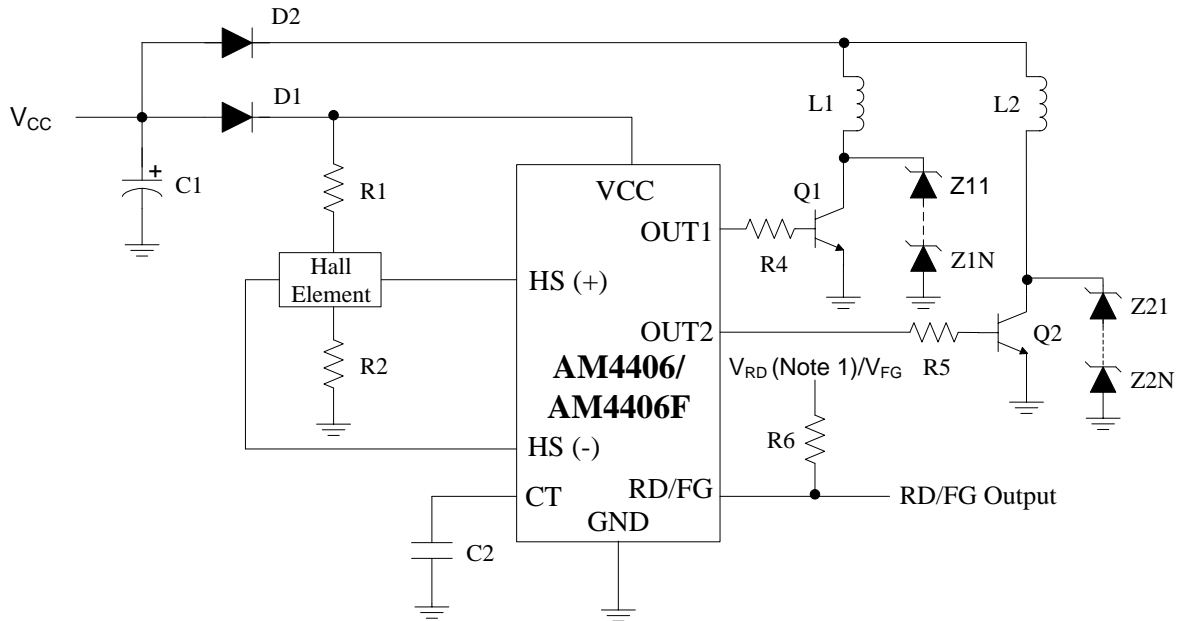 D2
D1
L1
L2
VCC
C1
R1
VCC
Q1
Z11
OUT1
R4
Z1N
Hall
Element
HS (+)
OUT2
Z21
Q2
R2
AM4406/
AM4406F
VRD (Note 1)/VFG
R5
Z2N
R6
HS (-)
CT
RD/FG
RD/FG Output
GND
C2